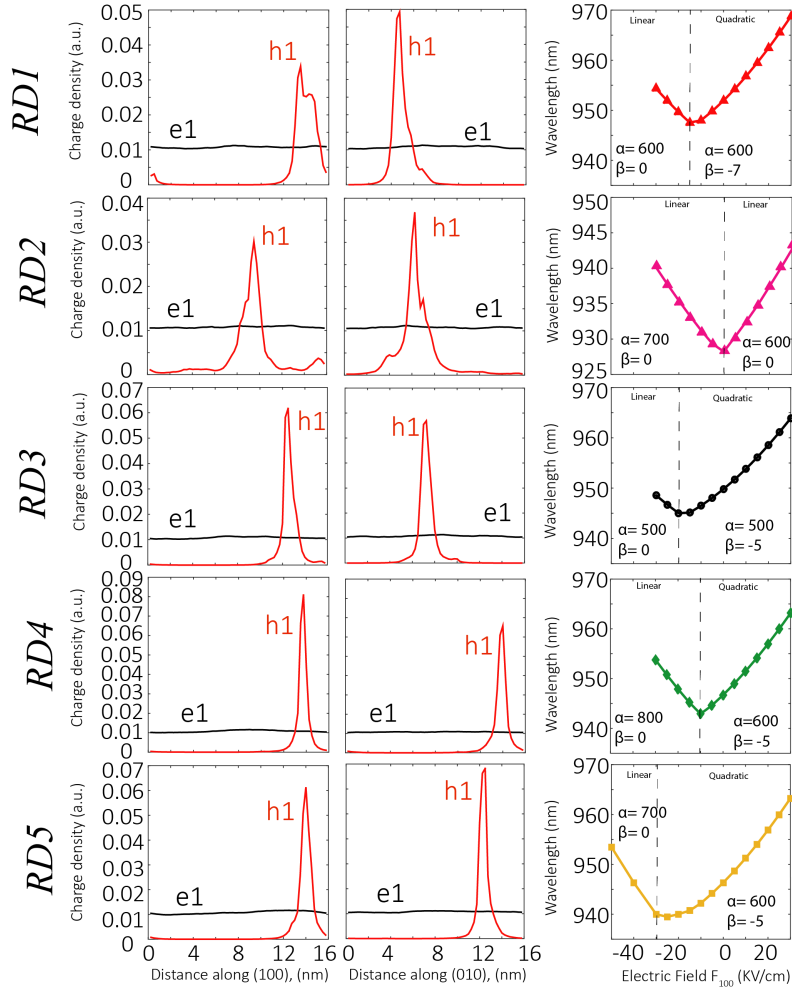 RD1
Charge density (a.u.)
0.05
0.04
0.03
0.02
0.01
0
h1
e1
h1
e1
Wavelength (nm)
970
960
950
940
Linear
Quadratic
α= 600
β= 0
α= 600
β= -7
RD2
Charge density (a.u.)
0.04
0.03
0.02
0.01
0
h1
e1
h1
e1
Wavelength (nm)
950
945
940
935
930
925
Linear
Linear
α= 700
β= 0
α= 600
β= 0
RD3
Charge density (a.u.)
0.07
0.06
0.05
0.04
0.03
0.02
0.01
0
h1
e1
h1
e1
Wavelength (nm)
970
960
950
940
Linear
Quadratic
α= 500
β= 0
α= 500
β= -5
RD4
Charge density (a.u.)
0.09
0.08
0.07
0.06
0.05
0.04
0.03
0.02
0.01
0
h1
e1
h1
e1
Wavelength (nm)
970
960
950
940
Linear
Quadratic
α= 800
β= 0
α=600
β= -5
RD5
Charge density (a.u.)
0.07
0.06
0.05
0.04
0.03
0.02
0.01
0
h1
e1
h1
e1
Wavelength (nm)
960
950
940
Linear
Quadratic
α= 700
β= 0
α= 600
β= -5
0 4 8 12 16
0 4 8 12 16
-40 -20 0 20
Distance along (100), (nm)
Distance along (010), (nm)
Electric Field F100 (KV/cm)